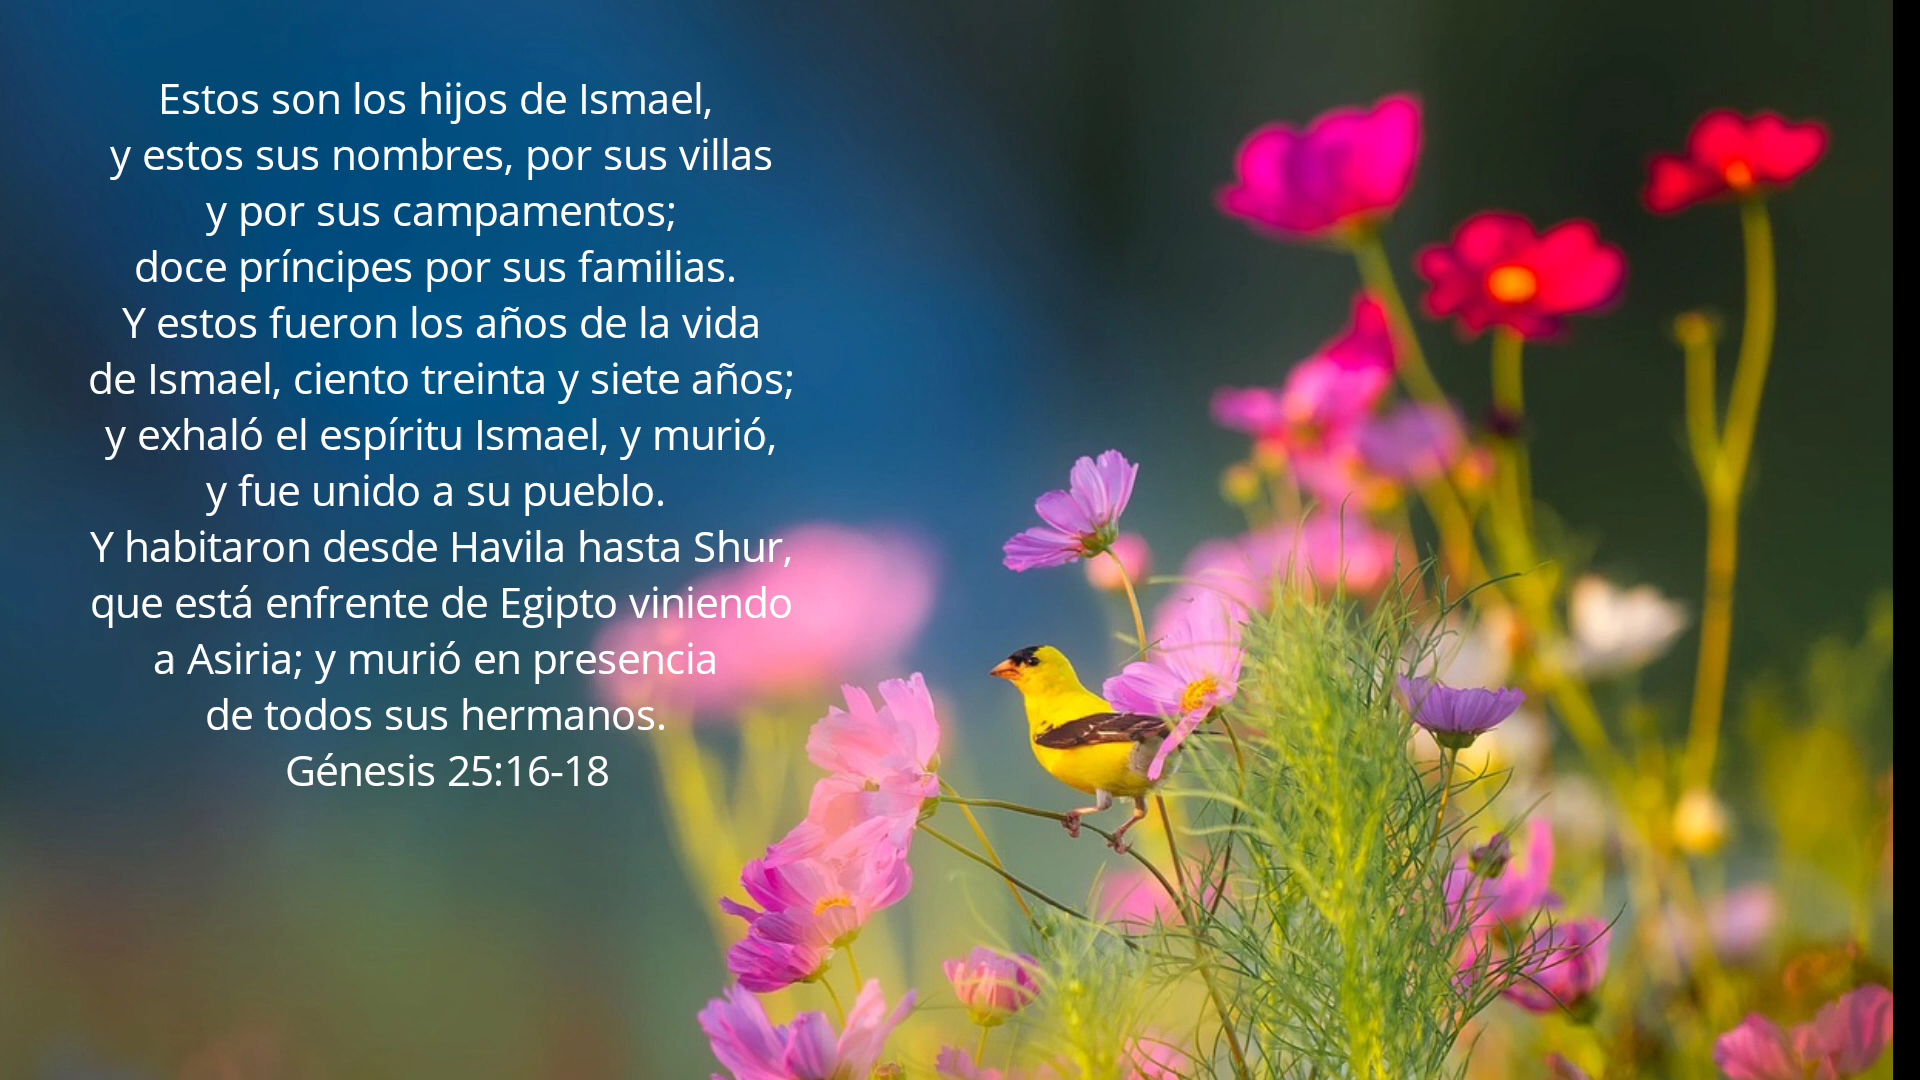 Estos son los hijos de Ismael,
y estos sus nombres, por sus villas
y por sus campamentos;
doce príncipes por sus familias.
Y estos fueron los años de la vida
de Ismael, ciento treinta y siete años;
y exhaló el espíritu Ismael, y murió,
y fue unido a su pueblo.
Y habitaron desde Havila hasta Shur,
que está enfrente de Egipto viniendo
a Asiria; y murió en presencia
de todos sus hermanos.
Génesis 25:16-18